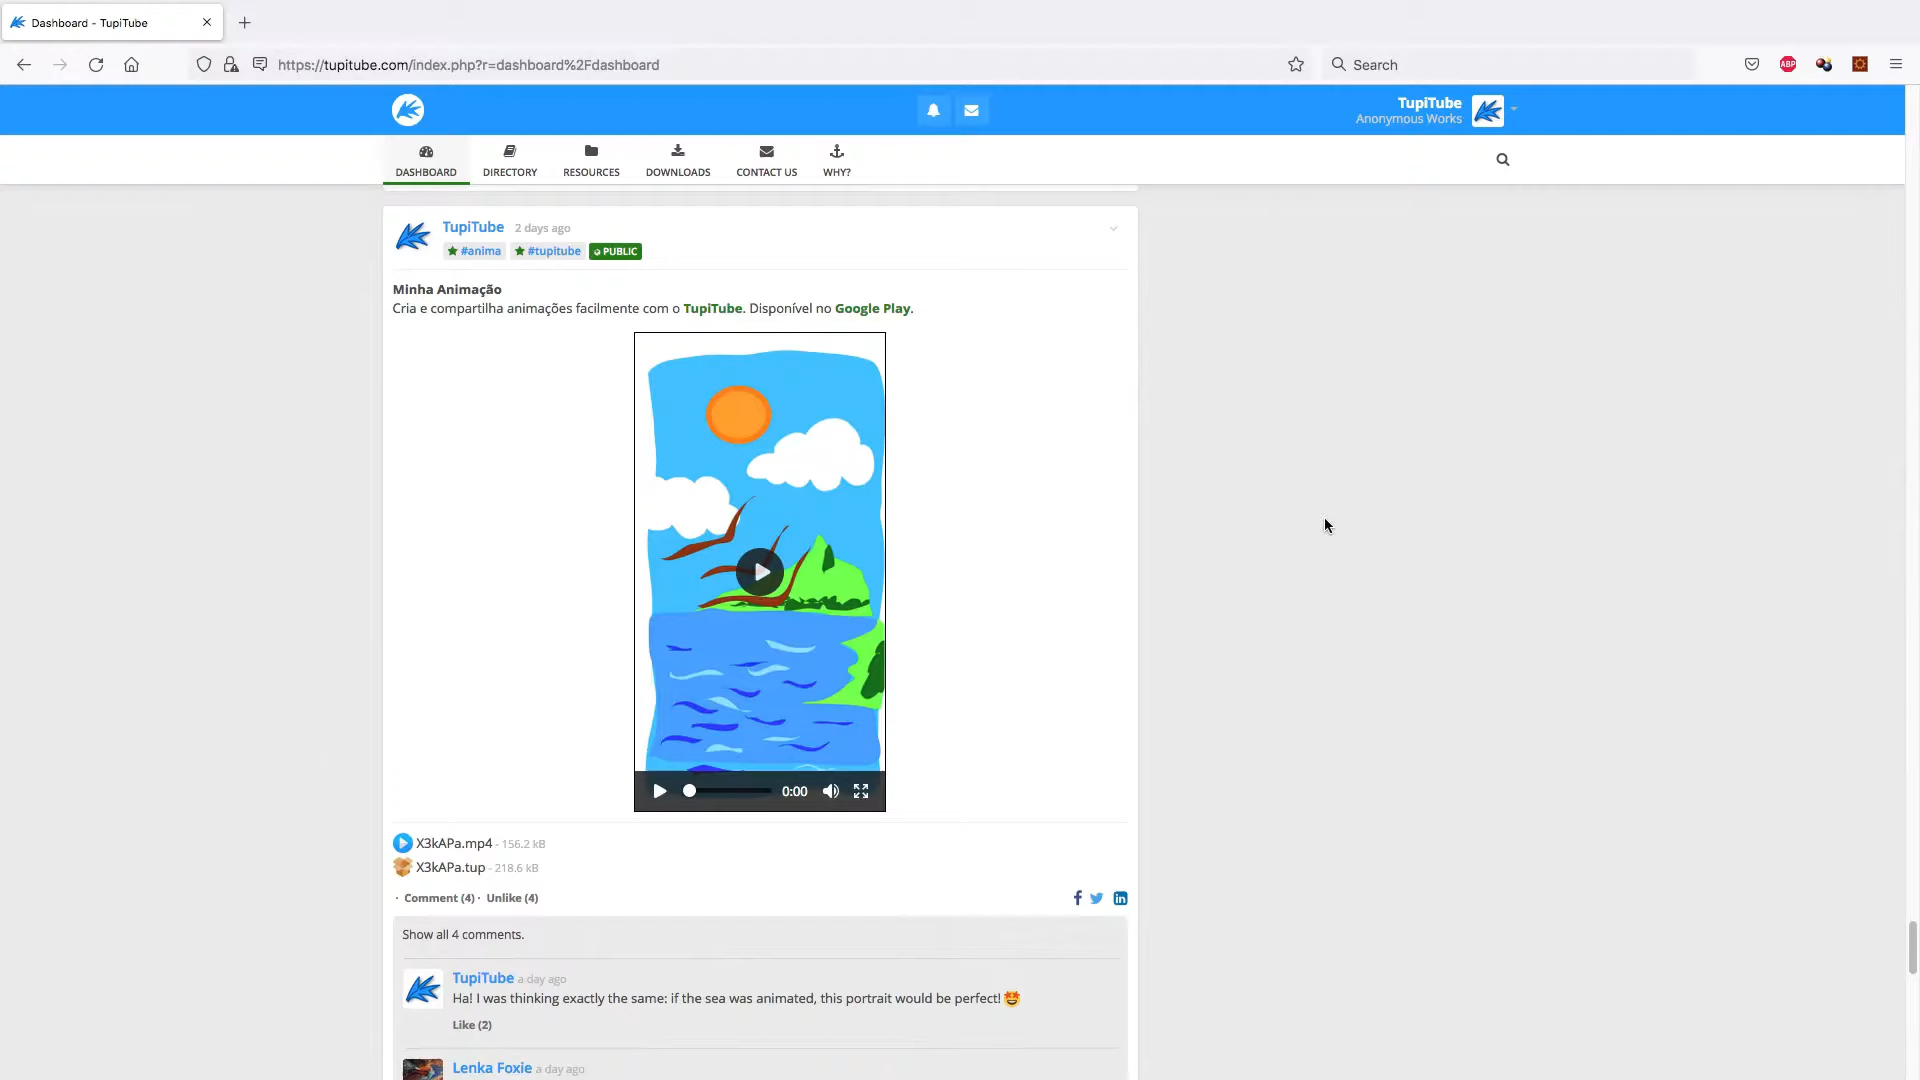 Dashboard - TupiTube
https://tupitube.com/index.php?r=dashboard%2Fdashboard
Search
ABP
TupiTube
Anonymous Works
DASHBOARD
DIRECTORY
RESOURCES
DOWNLOADS
CONTACT US
WHY?
TupiTube 2 days ago
#anima #tupitube PUBLIC
Minha Animação
Cria e compartilha animações facilmente com o TupiTube. Disponível no Google Play.
0:00
X3kAPa.mp4 - 156.2 kB
X3kAPa.tup - 218.6 kB
· Comment (4) · Unlike (4)
Show all 4 comments.
TupiTube a day ago
Ha! I was thinking exactly the same: if the sea was animated, this portrait would be perfect!
Like (2)
Lenka Foxie a day ago